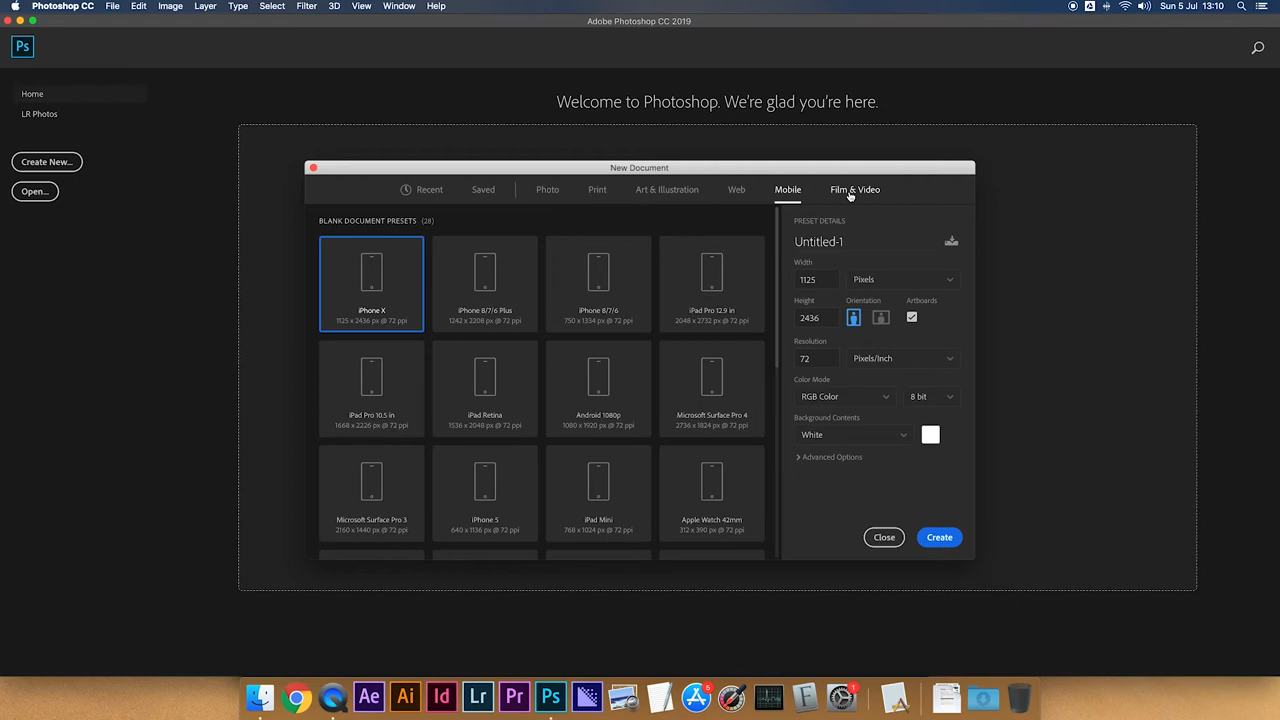 Photoshop CC File Edit Image Layer Type Select Filter 3D View Window Help Sun 5 Jul 13:10
Adobe Photoshop CC 2019
Ps
Home
LR Photos
Create New...
Open...
Welcome to Photoshop. We're glad you're here.
New Document
Recent Saved Photo Print Art & Illustration Web Mobile Film & Video
BLANK DOCUMENT PRESETS (28)
iPhone X
1125 x 2436 px @ 72 ppi
iPhone 8/7/6 Plus
1242 x 2208 px @ 72 ppi
iPhone 8/7/6
750 x 1334 px @ 72 ppi
iPad Pro 12.9 in
2048 x 2732 px @ 72 ppi
iPad Pro 10.5 in
1668 x 2226 px @ 72 ppi
iPad Retina
1536 x 2048 px @ 72 ppi
Android 1080p
1080 x 1920 px @ 72 ppi
Microsoft Surface Pro 4
2736 x 1824 px @ 72 ppi
Microsoft Surface Pro 3
2160 x 1440 px @ 72 ppi
iPhone 5
640 x 1136 px @ 72 ppi
iPad Mini
768 x 1024 px @ 72 ppi
Apple Watch 42mm
312 x 390 px @ 72 ppi
PRESET DETAILS
Untitled-1
Width
1125 Pixels
Height Orientation Artboards
2436
Resolution
72 Pixels/Inch
Color Mode
RGB Color 8 bit
Background Contents
White
Advanced Options
Close Create
Ae Ai Id Lr Pr Ps 5 F 1